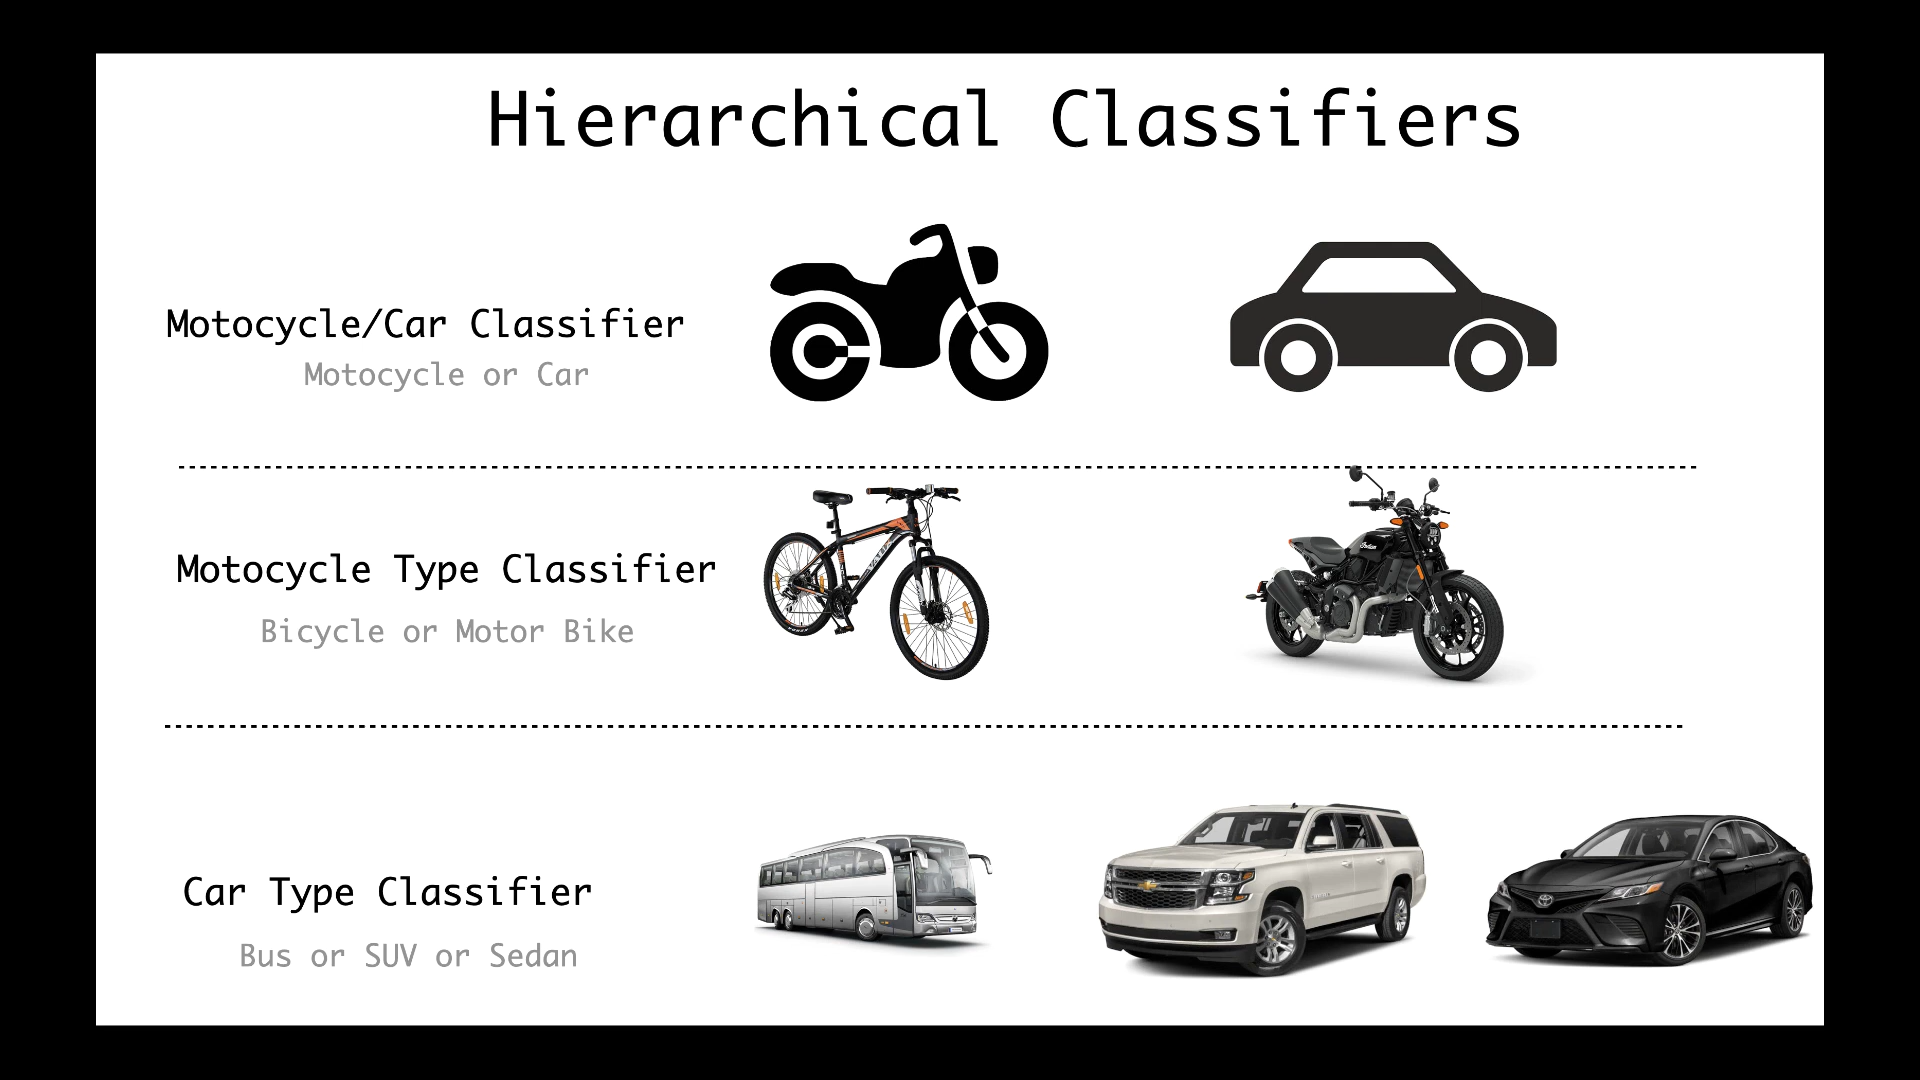 Hierarchical Classifiers
Motocycle/Car Classifier
Motocycle or Car
Motocycle Type Classifier
Bicycle or Motor Bike
Car Type Classifier
Bus or SUV or Sedan